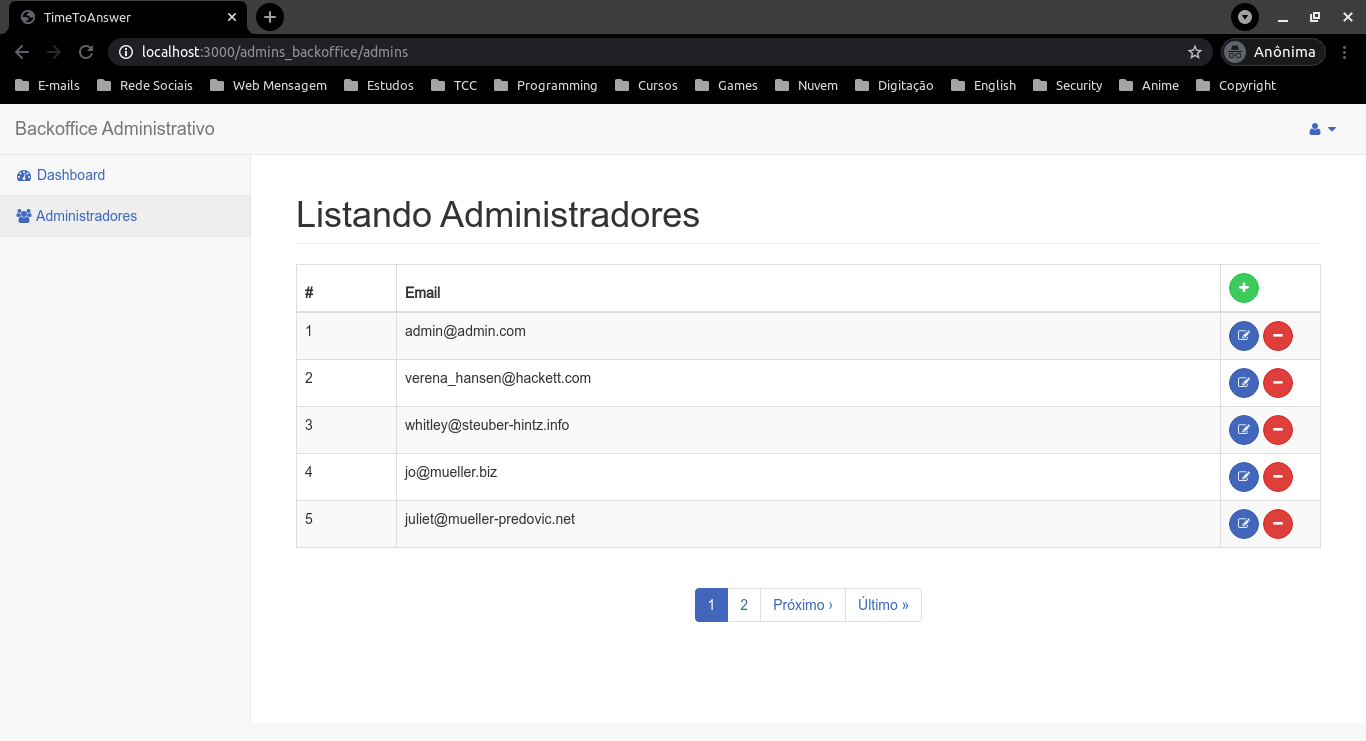 TimeToAnswer
localhost:3000/admins_backoffice/admins
Anônima
E-mails Rede Sociais Web Mensagem Estudos TCC Programming Cursos Games Nuvem Digitação English Security Anime Copyright
Backoffice Administrativo
Dashboard
Administradores
Listando Administradores
# Email
1 admin@admin.com
2 verena_hansen@hackett.com
3 whitley@steuber-hintz.info
4 jo@mueller.biz
5 juliet@mueller-predovic.net
1 2 Próximo › Último »